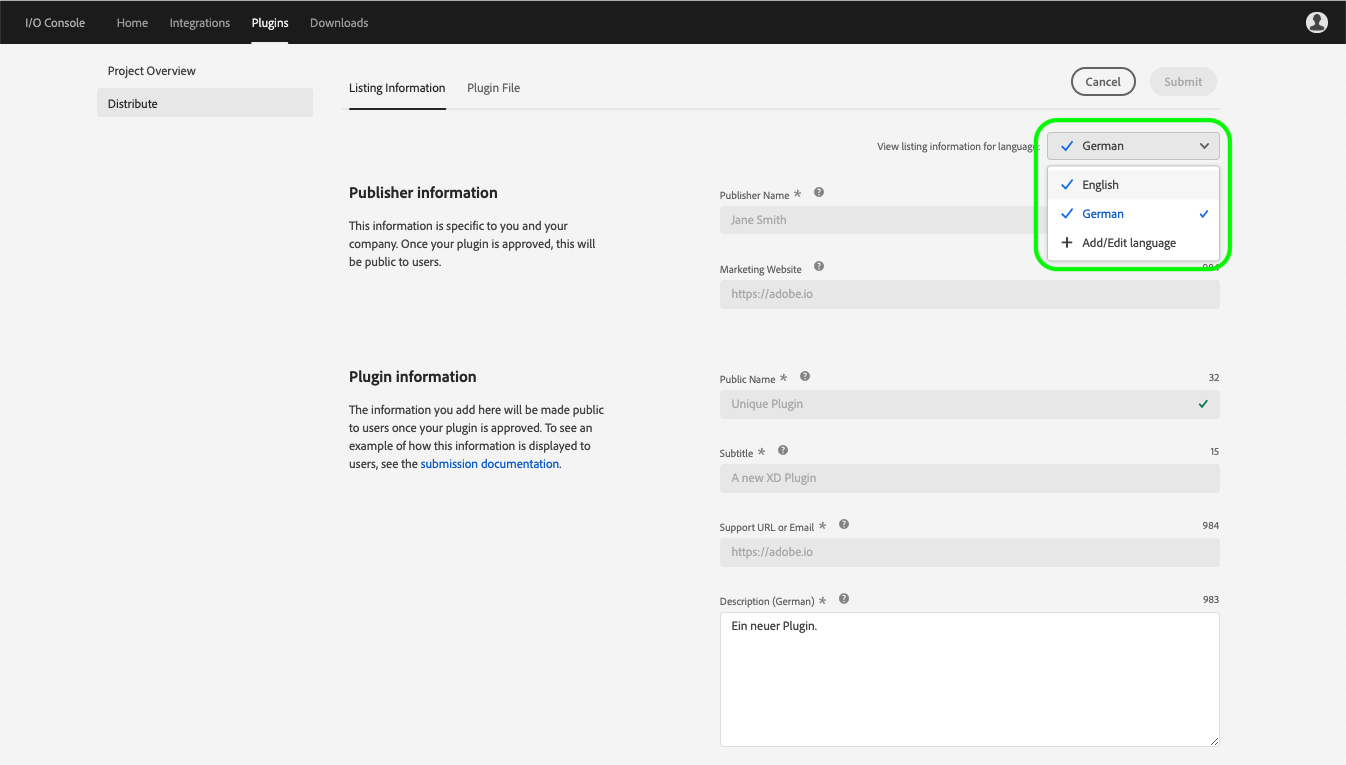 I/O Console Home Integrations Plugins Downloads
Project Overview
Distribute
Listing Information Plugin File
Cancel Submit
View listing information for language: German
English
German
Add/Edit language
Publisher information
This information is specific to you and your
company. Once your plugin is approved, this will
be public to users.
Publisher Name *
Jane Smith
Marketing Website 984
https://adobe.io
Plugin information
The information you add here will be made public
to users once your plugin is approved. To see an
example of how this information is displayed to
users, see the submission documentation.
Public Name * 32
Unique Plugin
Subtitle * 15
A new XD Plugin
Support URL or Email * 984
https://adobe.io
Description (German) * 983
Ein neuer Plugin.